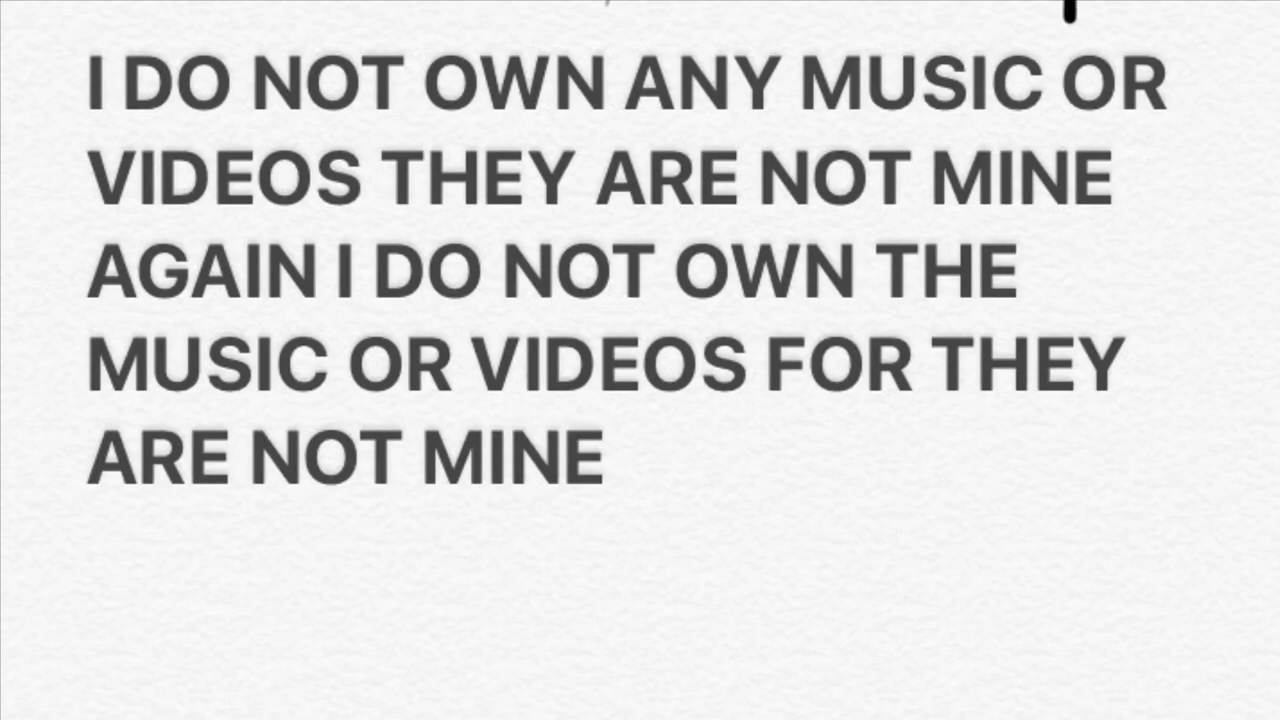 I DO NOT OWN ANY MUSIC OR
VIDEOS THEY ARE NOT MINE
AGAIN I DO NOT OWN THE
MUSIC OR VIDEOS FOR THEY
ARE NOT MINE